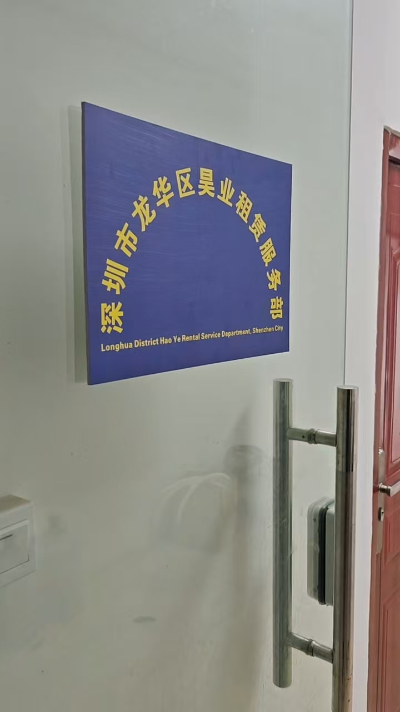 深圳市龙华区昊业租赁服务部
Longhua District Hao Ye Rental Service Department, Shenzhen City